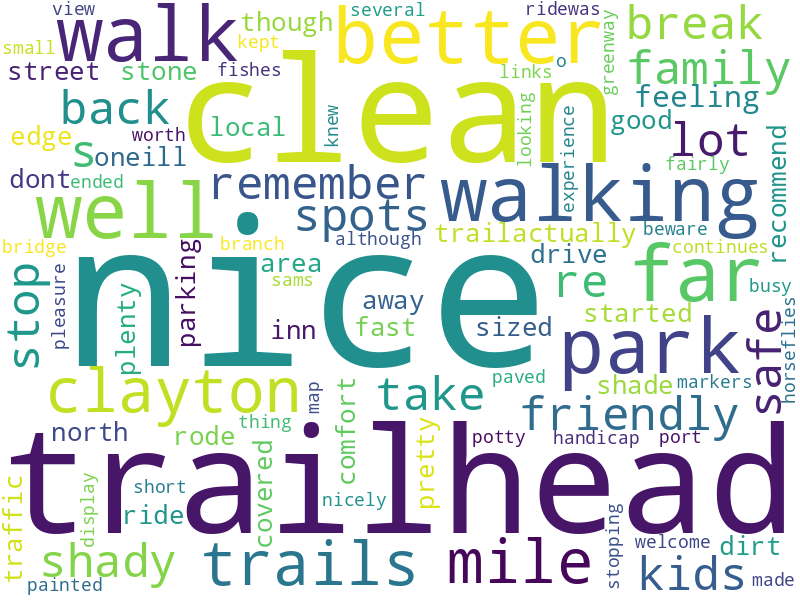 view
several
ridewas
small
walk
kept
though
better
break
greenway
street
stone
fishes
clean
links
o
family
back
local
knew
looking
experience
feeling
edge
worth
s
oneill
good
lot
recommend
dont
ended
remember
walking
fairly
well
spots
trailactually
beware
bridge
branch
although
drive
continues
stop
pleasure
nice
parking
area
sams
re
far
busy
plenty
away
started
safe
horseflies
inn
fast
sized
park
clayton
map
comfort
take
paved
shade
markers
friendly
north
rode
thing
covered
pretty
trailhead
potty
handicap
port
traffic
display
short
ride
nicely
stopping
welcome
dirt
shady
trails
mile
kids
painted
made